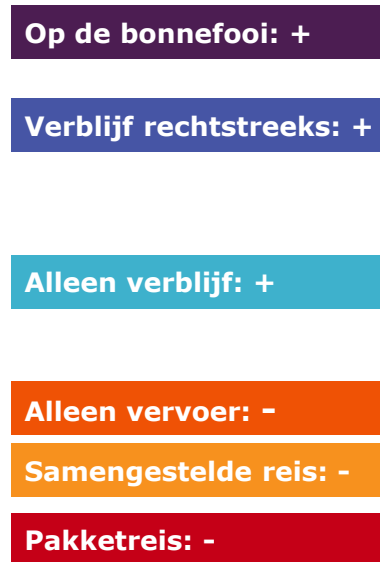 Op de bonnefooi: +
Verblijf rechtstreeks: +
Alleen verblijf: +
Alleen vervoer: -
Samengestelde reis: -
Pakketreis: -